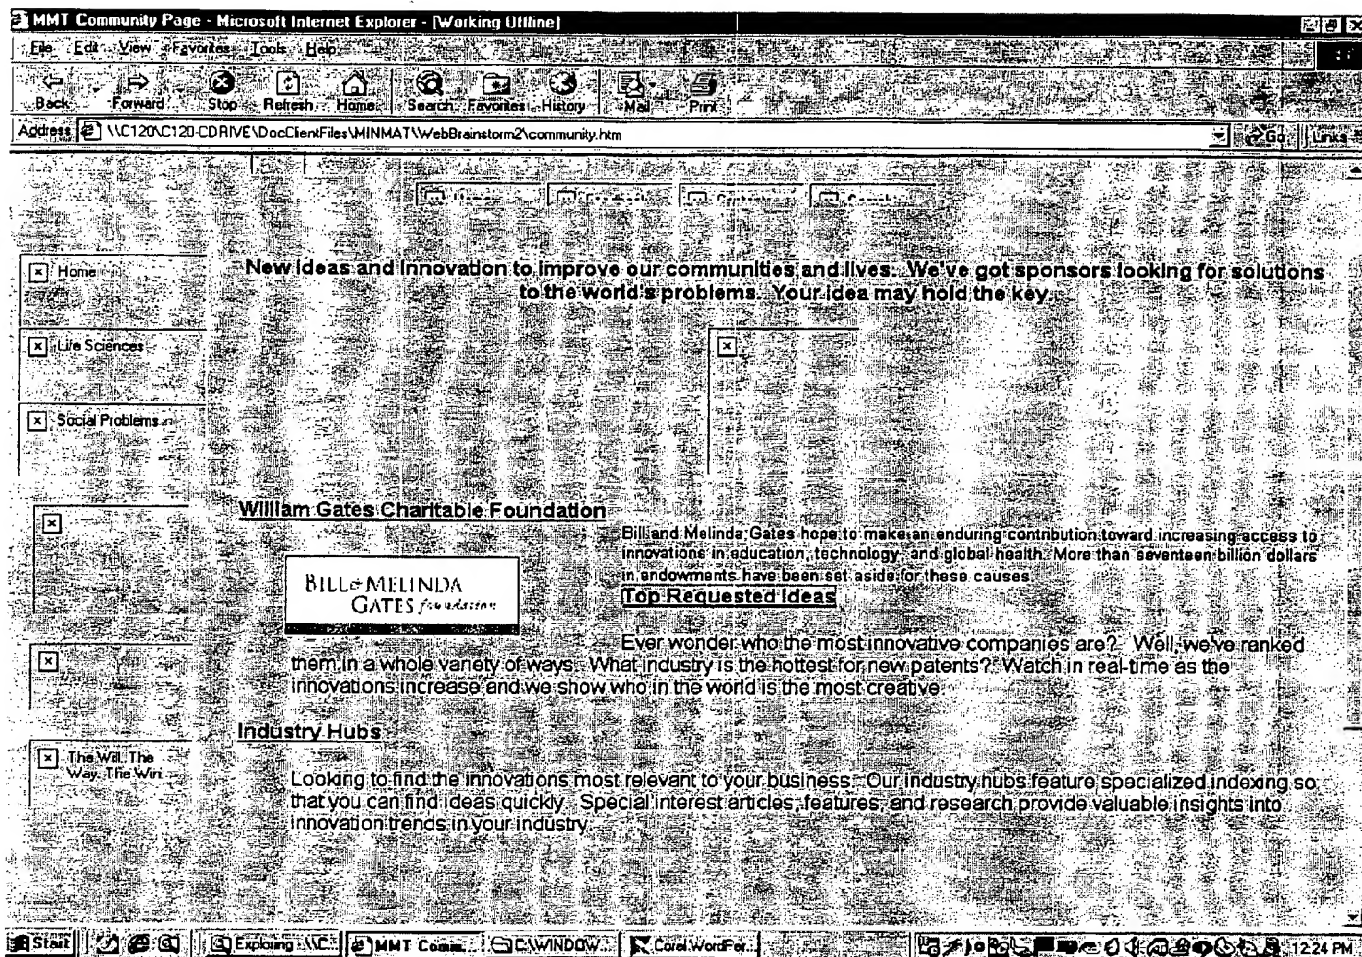 MMT Community Page - Microsoft Internet Explorer - [Working Offline]
File Edit View Favorites Tools Help
Back Forward Stop Refresh Home Search Favorites History Mail Print
Address \\C120\C120-CDRIVE\DocClientFiles\MINMAT\WebBrainstorm2\community.htm Go Links
Home
New ideas and innovation to improve our communities and lives. We've got sponsors looking for solutions
to the world's problems. Your idea may hold the key.
Life Sciences
Social Problems
William Gates Charitable Foundation
Bill and Melinda Gates hope to make an enduring contribution toward increasing access to
innovations in education, technology, and global health. More than seventeen billion dollars
in endowments have been set aside for these causes.
BILL & MELINDA
GATES foundation
Top Requested Ideas
Ever wonder who the most innovative companies are? Well, we've ranked
them in a whole variety of ways. What industry is the hottest for new patents? Watch in real-time as the
innovations increase and we show who in the world is the most creative.
Industry Hubs
The Will. The
Way. The Win.
Looking to find the innovations most relevant to your business. Our industry hubs feature specialized indexing so
that you can find ideas quickly. Special interest articles, features, and research provide valuable insights into
innovation trends in your industry.
Start Exploring - \\C... MMT Comm... C:\WINDOW... Corel WordPer... 12:24 PM